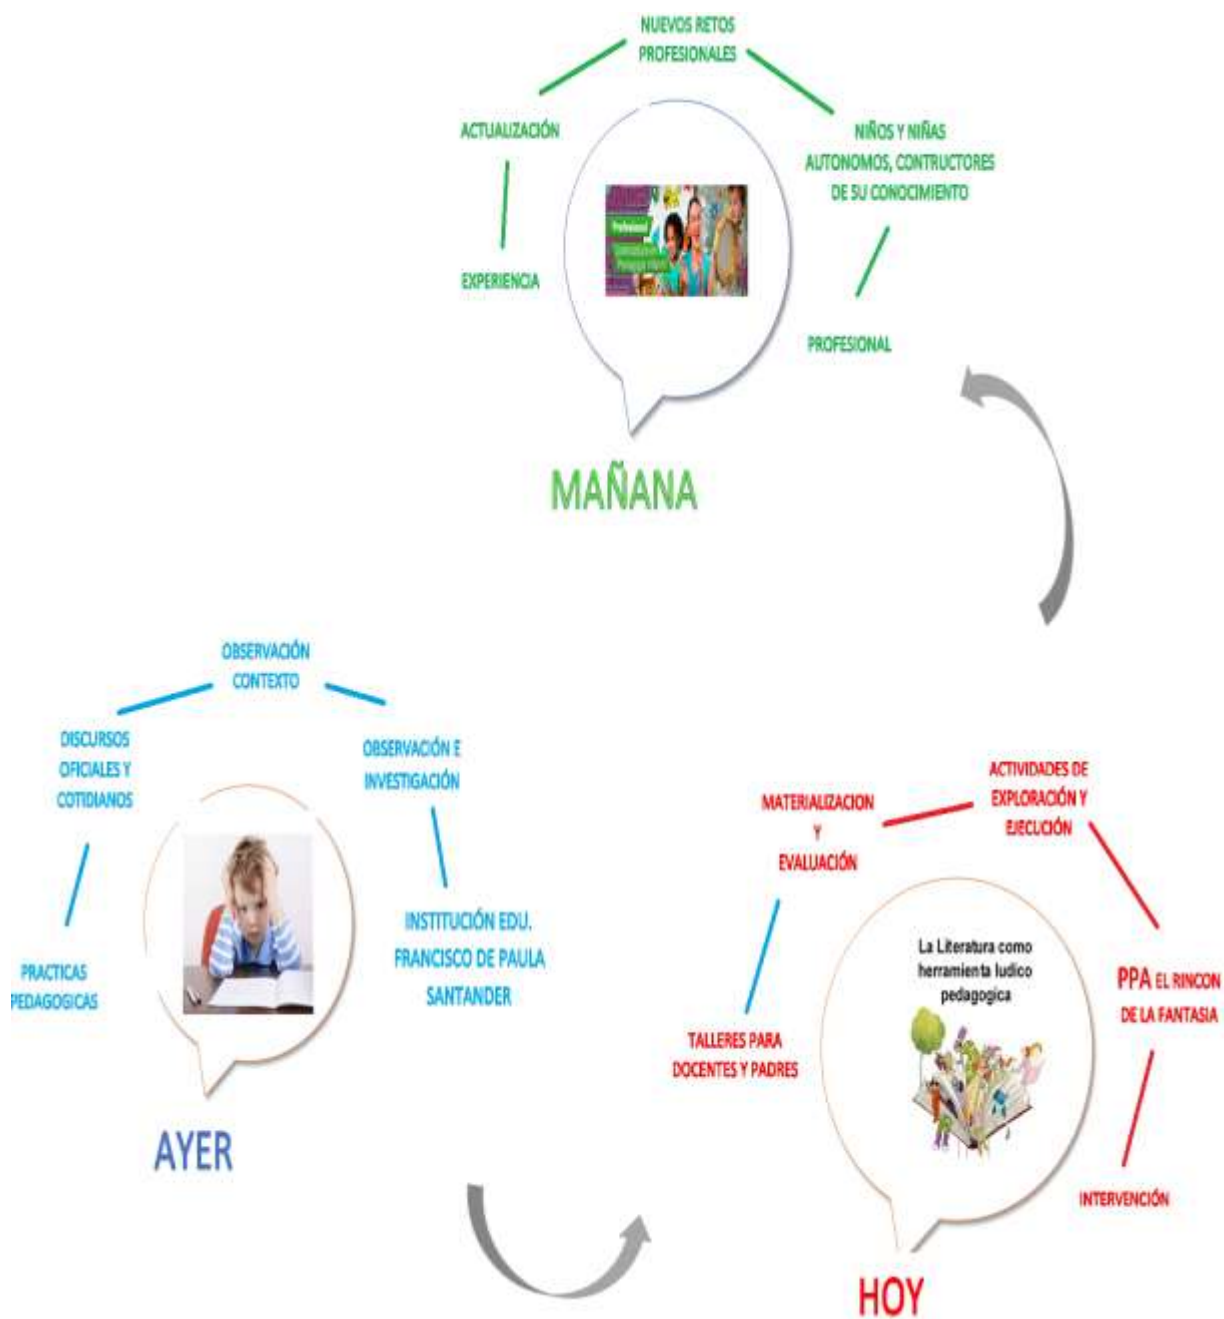 NUEVOS RETOS
PROFESIONALES
ACTUALIZACIÓN
NIÑOS Y NIÑAS
AUTONOMOS, CONTRUCTORES
DE SU CONOCIMIENTO
Profesional
EXPERIENCIA
PROFESIONAL
MAÑANA
OBSERVACIÓN
CONTEXTO
DISCURSOS
OFICIALES Y
COTIDIANOS
OBSERVACIÓN E
INVESTIGACIÓN
PRACTICAS
PEDAGOGICAS
INSTITUCIÓN EDU.
FRANCISCO DE PAULA
SANTANDER
AYER
MATERIALIZACION
Y
EVALUACIÓN
ACTIVIDADES DE
EXPLORACIÓN Y
EJECUCIÓN
La Literatura como
herramienta ludico
pedagogica
PPA EL RINCON
DE LA FANTASIA
TALLERES PARA
DOCENTES Y PADRES
INTERVENCIÓN
HOY